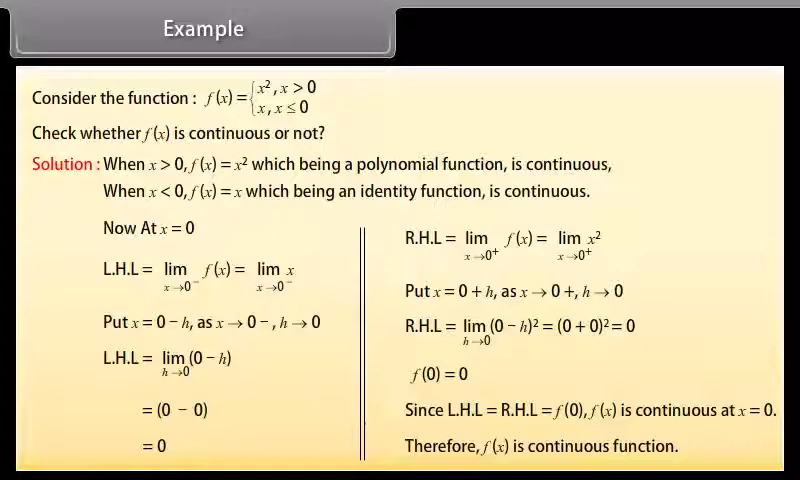 Example
Consider the function : f(x) = { x², x > 0
x, x ≤ 0
Check whether f(x) is continuous or not?
Solution : When x > 0, f(x) = x² which being a polynomial function, is continuous,
When x < 0, f(x) = x which being an identity function, is continuous.
Now At x = 0
L.H.L = lim x→0⁻ f(x) = lim x→0⁻ x
Put x = 0 − h, as x → 0 −, h → 0
L.H.L = lim h→0 (0 − h)
= (0 − 0)
= 0
R.H.L = lim x→0⁺ f(x) = lim x→0⁺ x²
Put x = 0 + h, as x → 0 +, h → 0
R.H.L = lim h→0 (0 − h)² = (0 + 0)² = 0
f(0) = 0
Since L.H.L = R.H.L = f(0), f(x) is continuous at x = 0.
Therefore, f(x) is continuous function.